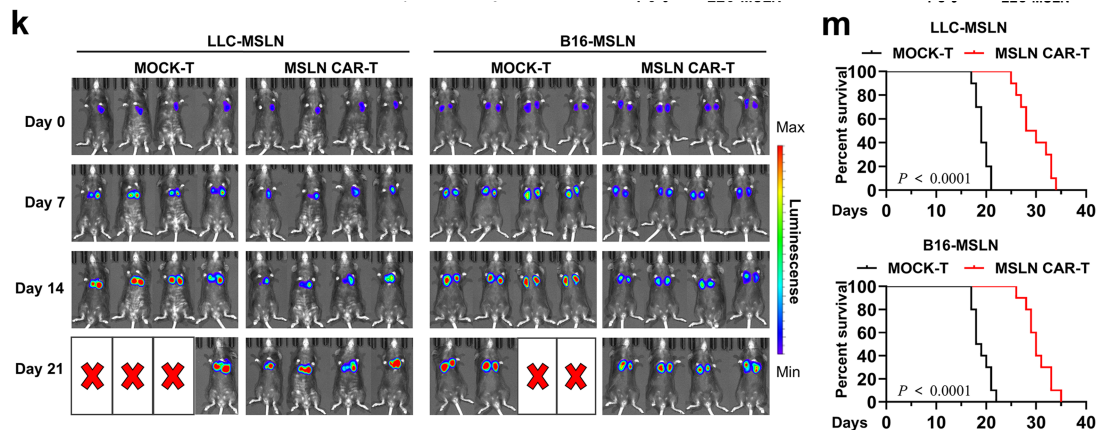 k
LLC-MSLN
B16-MSLN
MOCK-T
MSLN CAR-T
MOCK-T
MSLN CAR-T
Day 0
Day 7
Day 14
Day 21
Max
Luminescense
Min
m
LLC-MSLN
MOCK-T
MSLN CAR-T
Percent survival
100
80
60
40
20
0
P < 0.0001
Days
0
10
20
30
40
B16-MSLN
MOCK-T
MSLN CAR-T
Percent survival
100
80
60
40
20
0
P < 0.0001
Days
0
10
20
30
40